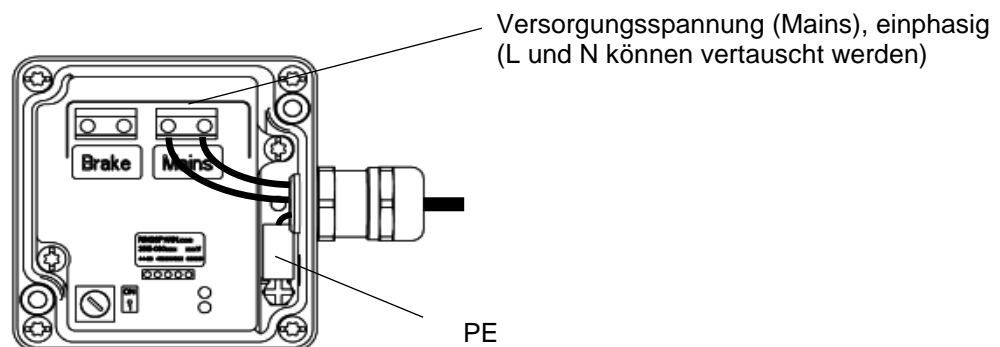 Versorgungsspannung (Mains), einphasig
(L und N können vertauscht werden)
Brake
Mains
ON
PE